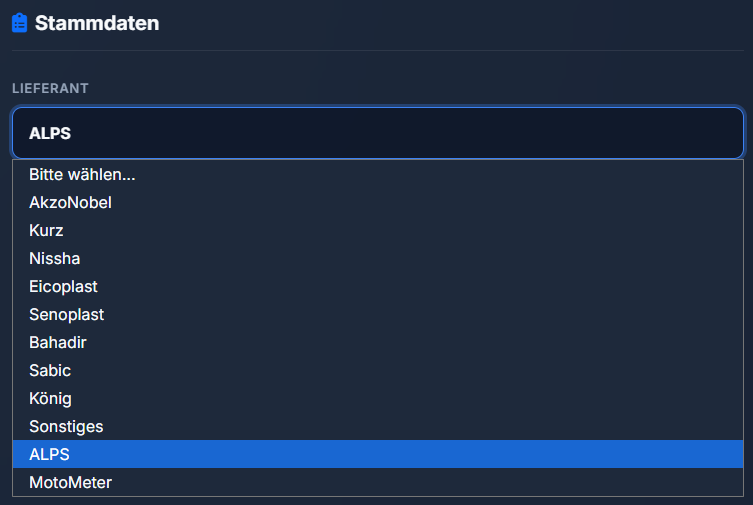 Stammdaten
LIEFERANT
ALPS
Bitte wählen...
AkzoNobel
Kurz
Nissha
Eicoplast
Senoplast
Bahadir
Sabic
König
Sonstiges
ALPS
MotoMeter